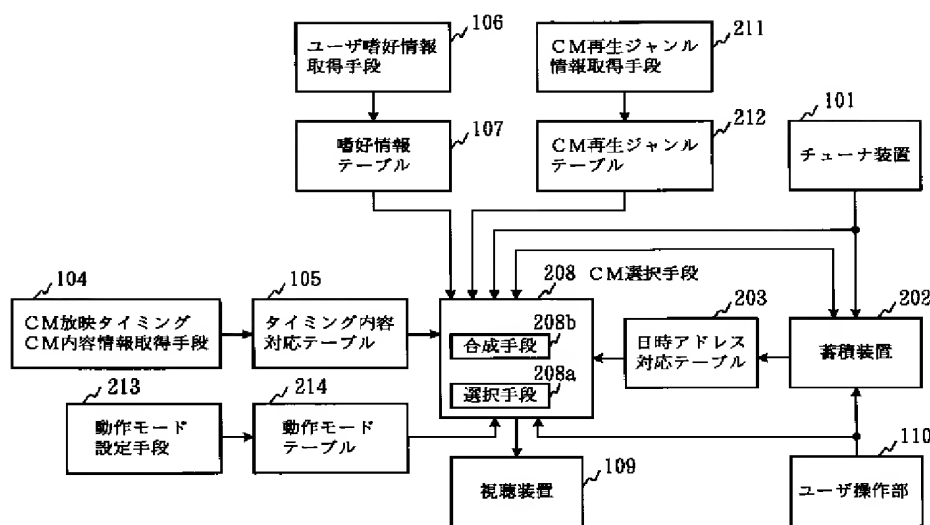 106
ユーザ嗜好情報
取得手段
211
CM再生ジャンル
情報取得手段
101
チューナ装置
107
嗜好情報
テーブル
212
CM再生ジャンル
テーブル
104
CM放映タイミング
CM内容情報取得手段
105
タイミング内容
対応テーブル
208 CM選択手段
208b
合成手段
208a
選択手段
203
日時アドレス
対応テーブル
202
蓄積装置
213
動作モード
設定手段
214
動作モード
テーブル
109
視聴装置
110
ユーザ操作部